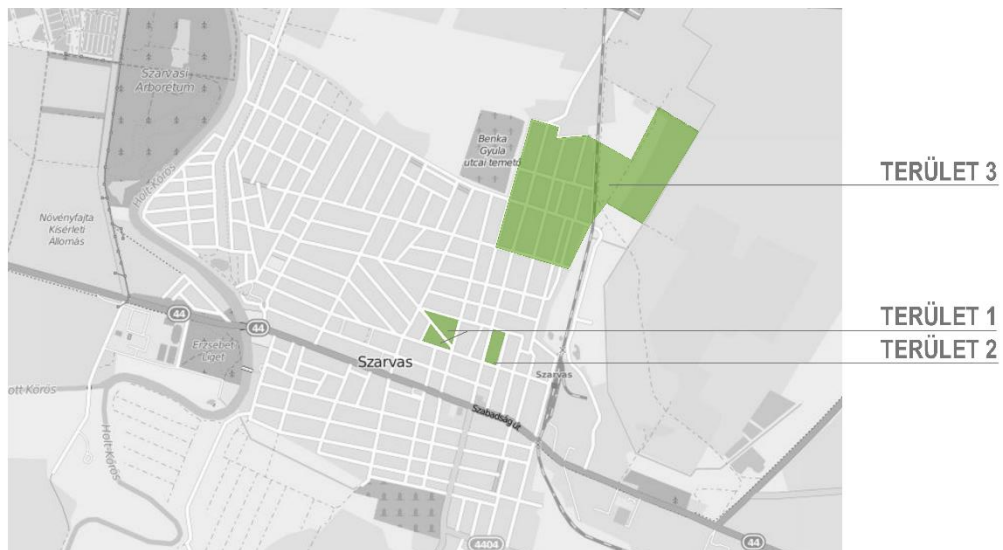 Szarvasi
Arborétum
Benka
Gyula
utcai temető
Holt-Körös
Növényfajta
Kísérleti
Állomás
TERÜLET 3
44
44
Erzsébet
Liget
Szarvas
TERÜLET 1
TERÜLET 2
Szarvas
ott-Körös
Holt-Körös
Szabadság út
44
4404